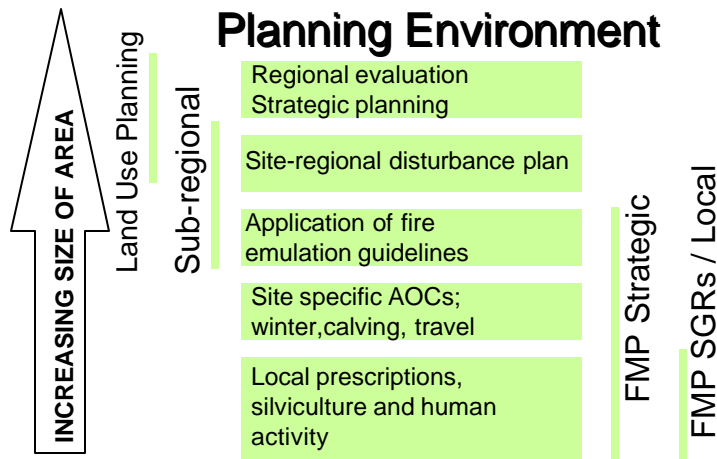 Planning Environment
INCREASING SIZE OF AREA
Land Use Planning
Sub-regional
Regional evaluation
Strategic planning
Site-regional disturbance plan
Application of fire
emulation guidelines
Site specific AOCs;
winter,calving, travel
Local prescriptions,
silviculture and human
activity
FMP Strategic
FMP SGRs / Local